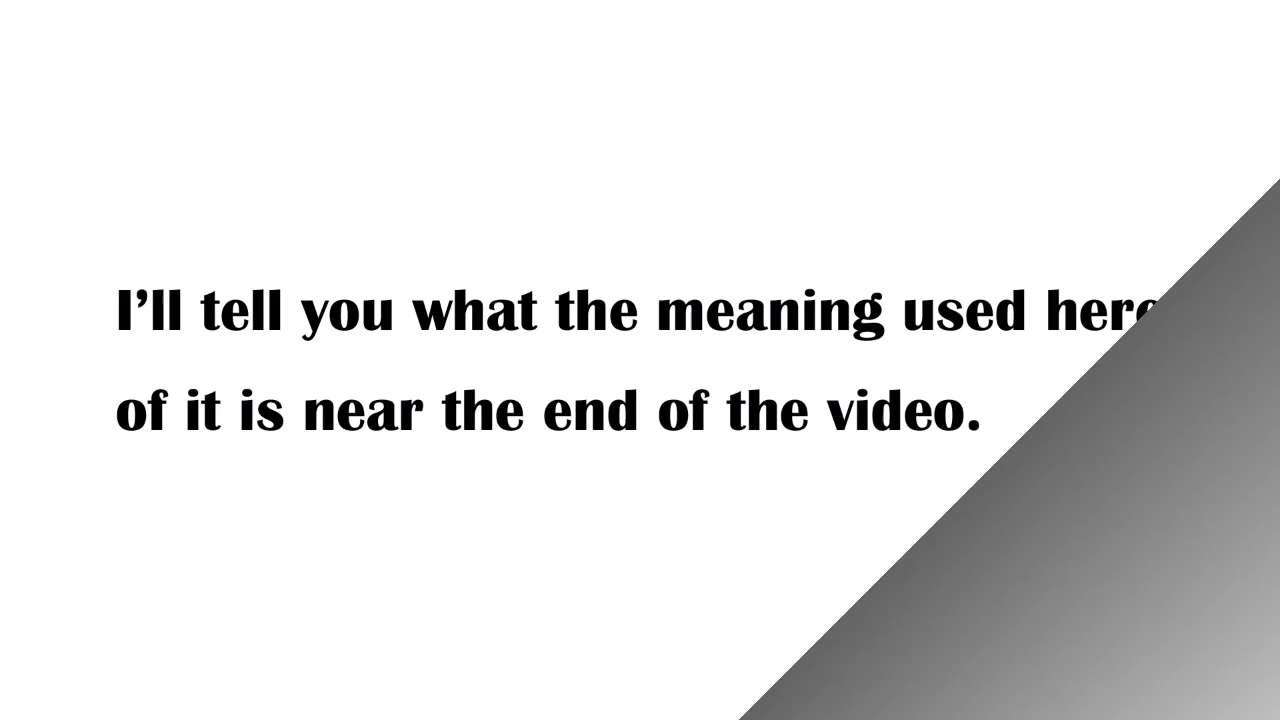 I’ll tell you what the meaning used here
of it is near the end of the video.